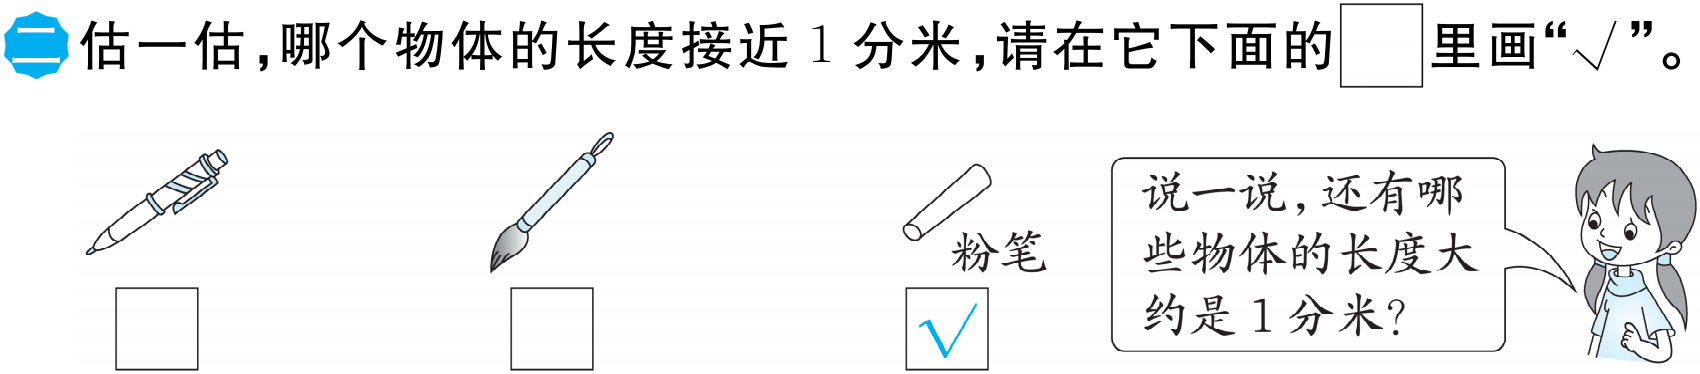 二 估一估,哪个物体的长度接近 1 分米,请在它下面的□里画“√”。
粉笔
√
说一说,还有哪
些物体的长度大
约是 1 分米?